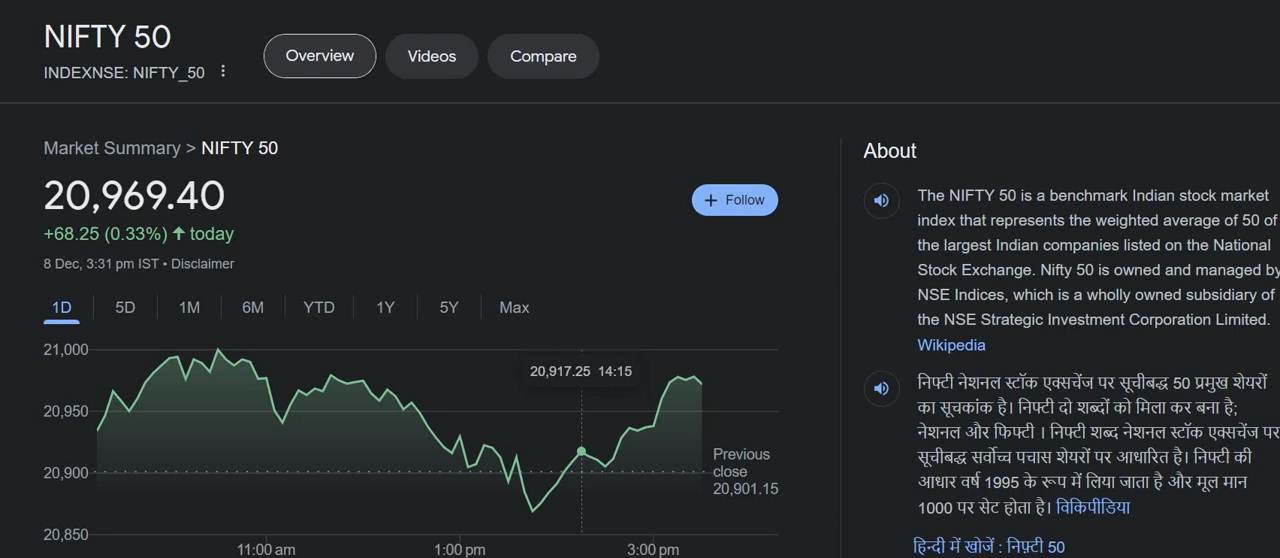 NIFTY 50
INDEXNSE: NIFTY_50
Overview
Videos
Compare
Market Summary > NIFTY 50
20,969.40
+68.25 (0.33%) ↑ today
8 Dec, 3:31 pm IST • Disclaimer
+ Follow
1D 5D 1M 6M YTD 1Y 5Y Max
21,000
20,950
20,900
20,850
20,917.25 14:15
Previous
close
20,901.15
11:00 am 1:00 pm 3:00 pm
About
The NIFTY 50 is a benchmark Indian stock market
index that represents the weighted average of 50 of
the largest Indian companies listed on the National
Stock Exchange. Nifty 50 is owned and managed by
NSE Indices, which is a wholly owned subsidiary of
the NSE Strategic Investment Corporation Limited.
Wikipedia
निफ्टी नेशनल स्टॉक एक्सचेंज पर सूचीबद्ध 50 प्रमुख शेयरों
का सूचकांक है। निफ्टी दो शब्दों को मिला कर बना है;
नेशनल और फिफ्टी । निफ्टी शब्द नेशनल स्टॉक एक्सचेंज पर
सूचीबद्ध सर्वोच्च पचास शेयरों पर आधारित है। निफ्टी की
आधार वर्ष 1995 के रूप में लिया जाता है और मूल मान
1000 पर सेट होता है। विकिपीडिया
हिन्दी में खोजें : निफ़्टी 50